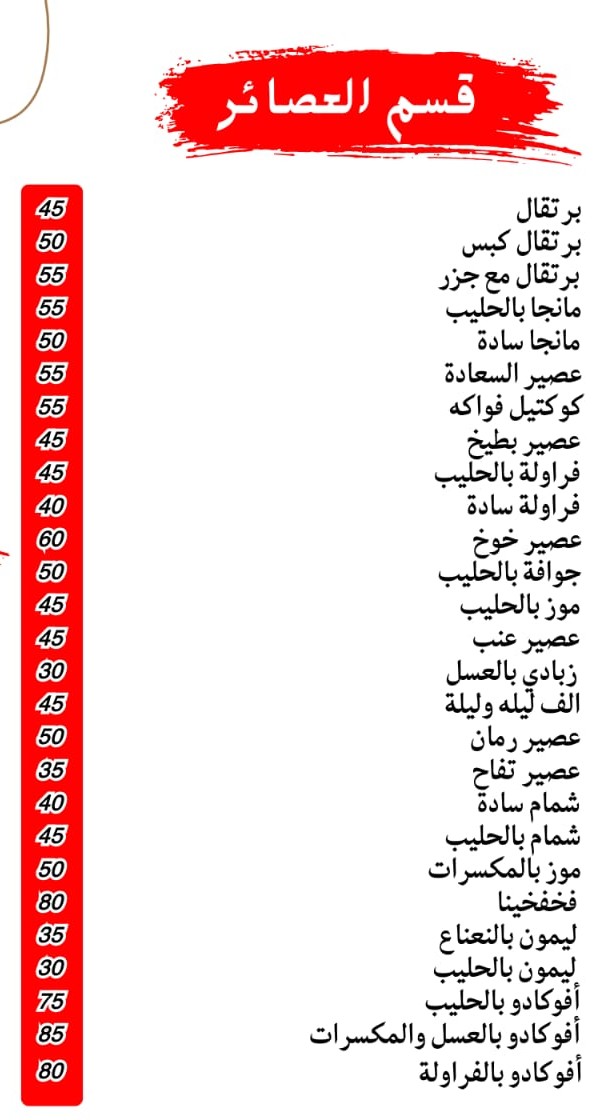 قسم العصائر
برتقال 45
برتقال كبس 50
برتقال مع جزر 55
مانجا بالحليب 55
مانجا سادة 50
عصير السعادة 55
كوكتيل فواكه 55
عصير بطيخ 45
فراولة بالحليب 45
فراولة سادة 40
عصير خوخ 60
جوافة بالحليب 50
موز بالحليب 45
عصير عنب 45
زبادي بالعسل 30
الف ليله وليلة 45
عصير رمان 50
عصير تفاح 35
شمام سادة 40
شمام بالحليب 45
موز بالمكسرات 50
فخفخينا 80
ليمون بالنعناع 35
ليمون بالحليب 30
أفوكادو بالحليب 75
أفوكادو بالعسل والمكسرات 85
أفوكادو بالفراولة 80